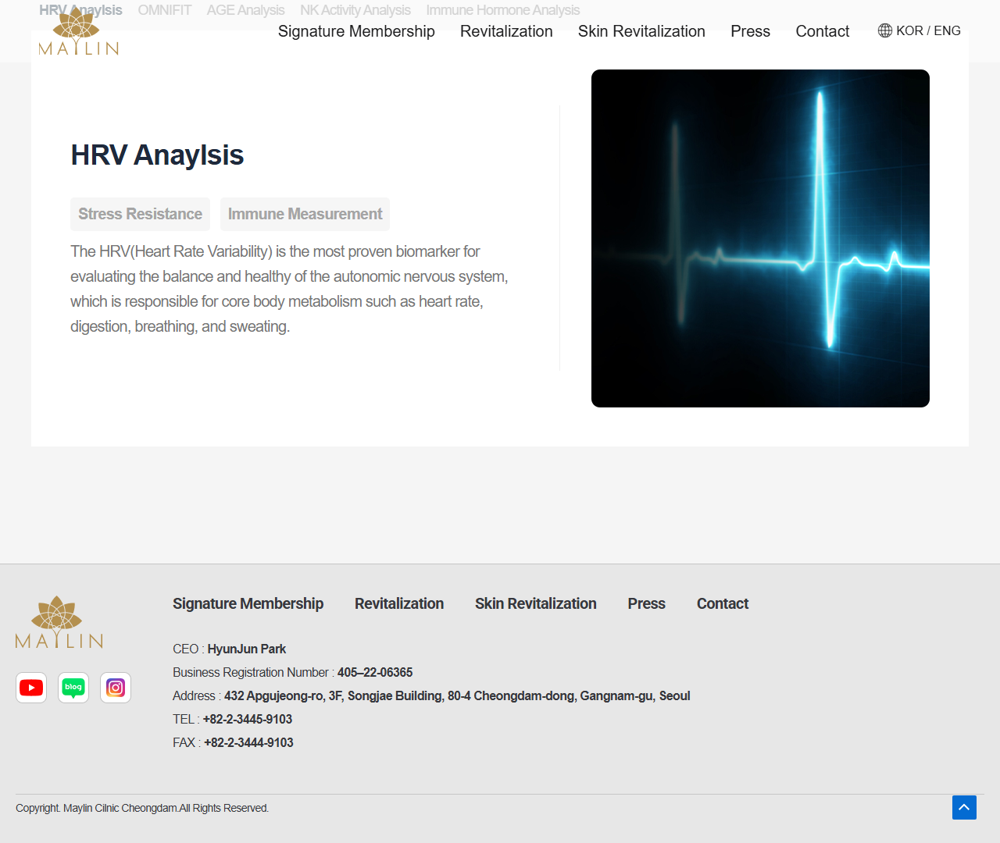 HRV Anaylsis OMNIFIT AGE Analysis NK Activity Analysis Immune Hormone Analysis
MAYLIN
Signature Membership Revitalization Skin Revitalization Press Contact KOR / ENG
HRV Anaylsis
Stress Resistance Immune Measurement
The HRV(Heart Rate Variability) is the most proven biomarker for
evaluating the balance and healthy of the autonomic nervous system,
which is responsible for core body metabolism such as heart rate,
digestion, breathing, and sweating.
MAYLIN
blog
Signature Membership Revitalization Skin Revitalization Press Contact
CEO : HyunJun Park
Business Registration Number : 405–22-06365
Address : 432 Apgujeong-ro, 3F, Songjae Building, 80-4 Cheongdam-dong, Gangnam-gu, Seoul
TEL : +82-2-3445-9103
FAX : +82-2-3444-9103
Copyright. Maylin Cilnic Cheongdam.All Rights Reserved.